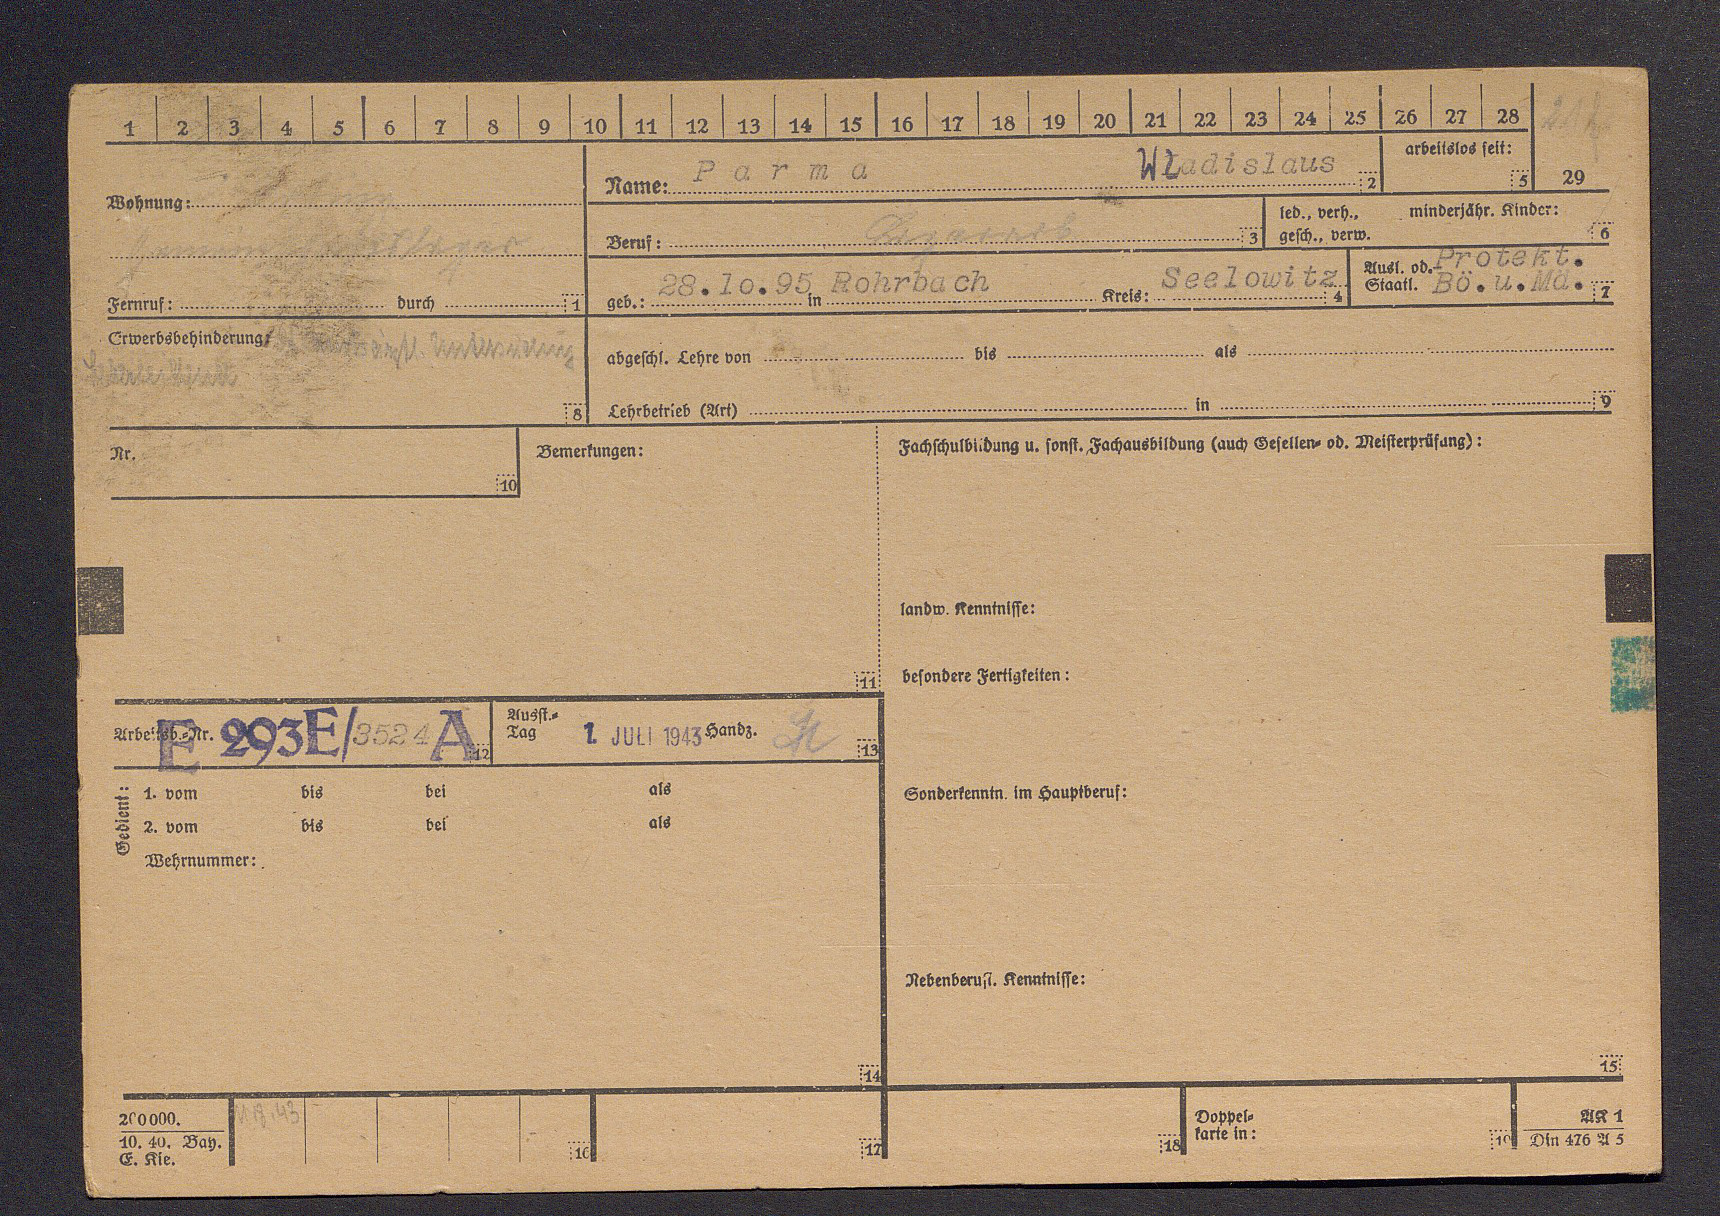 1 2 3 4 5 6 7 8 9 10 11 12 13 14 15 16 17 18 19 20 21 22 23 24 25 26 27 28
Name: Parma Władislaus 2
arbeitslos seit: 5
29
Wohnung:
Beruf: 3
led., verh., gesch., verw.
minderjähr. Kinder: 6
Fernruf: durch 1
geb.: 28.10.95 in Rohrbach Kreis: Seelowitz 4
Ausl. od. Staatl. Protekt. Bö.u.Mä. 7
Erwerbsbehinderung: Untersuchung
8
abgeschl. Lehre von bis als
Lehrbetrieb (Art) in 9
Nr. 10
Bemerkungen:
11
Fachschulbildung u. sonst. Fachausbildung (auch Gesellen- od. Meisterprüfung):
landw. Kenntnisse:
besondere Fertigkeiten:
Arbeitsb.-Nr. E 293E/3524 A 12
Ausst.-Tag 1. JULI 1943 Handz. 13
Gedient:
1. vom bis bei als
2. vom bis bei als
Wehrnummer:
14
Sonderkenntn. im Hauptberuf:
Nebenberufl. Kenntnisse:
15
200000.
10. 40. Bay.
E. Kie.
16
17
18
Doppel-
karte in: 19
AK 1
Din 476 A 5